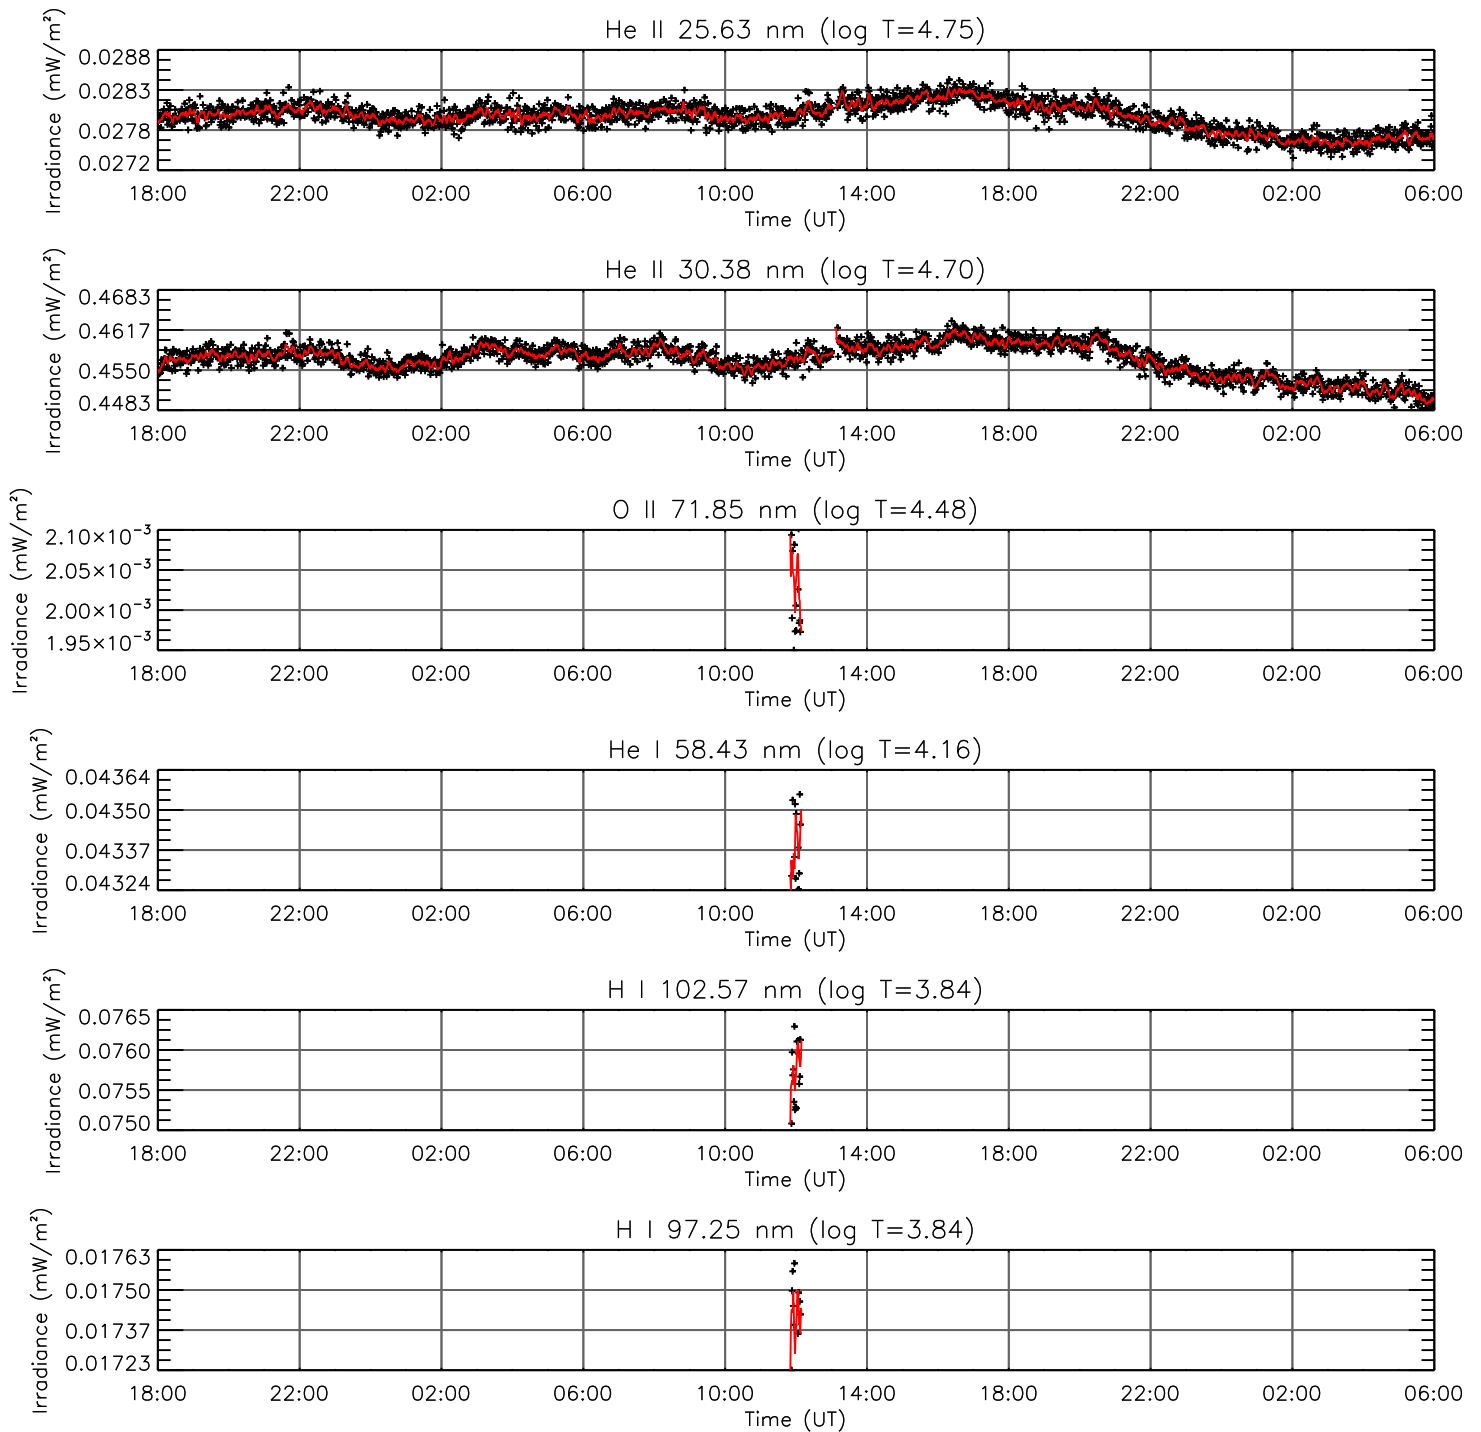 He II 25.63 nm (log T=4.75)
Irradiance (mW/m²)
0.0288
0.0283
0.0278
0.0272
18:00 22:00 02:00 06:00 10:00 14:00 18:00 22:00 02:00 06:00
Time (UT)
He II 30.38 nm (log T=4.70)
Irradiance (mW/m²)
0.4683
0.4617
0.4550
0.4483
18:00 22:00 02:00 06:00 10:00 14:00 18:00 22:00 02:00 06:00
Time (UT)
O II 71.85 nm (log T=4.48)
Irradiance (mW/m²)
2.10×10⁻³
2.05×10⁻³
2.00×10⁻³
1.95×10⁻³
18:00 22:00 02:00 06:00 10:00 14:00 18:00 22:00 02:00 06:00
Time (UT)
He I 58.43 nm (log T=4.16)
Irradiance (mW/m²)
0.04364
0.04350
0.04337
0.04324
18:00 22:00 02:00 06:00 10:00 14:00 18:00 22:00 02:00 06:00
Time (UT)
H I 102.57 nm (log T=3.84)
Irradiance (mW/m²)
0.0765
0.0760
0.0755
0.0750
18:00 22:00 02:00 06:00 10:00 14:00 18:00 22:00 02:00 06:00
Time (UT)
H I 97.25 nm (log T=3.84)
Irradiance (mW/m²)
0.01763
0.01750
0.01737
0.01723
18:00 22:00 02:00 06:00 10:00 14:00 18:00 22:00 02:00 06:00
Time (UT)